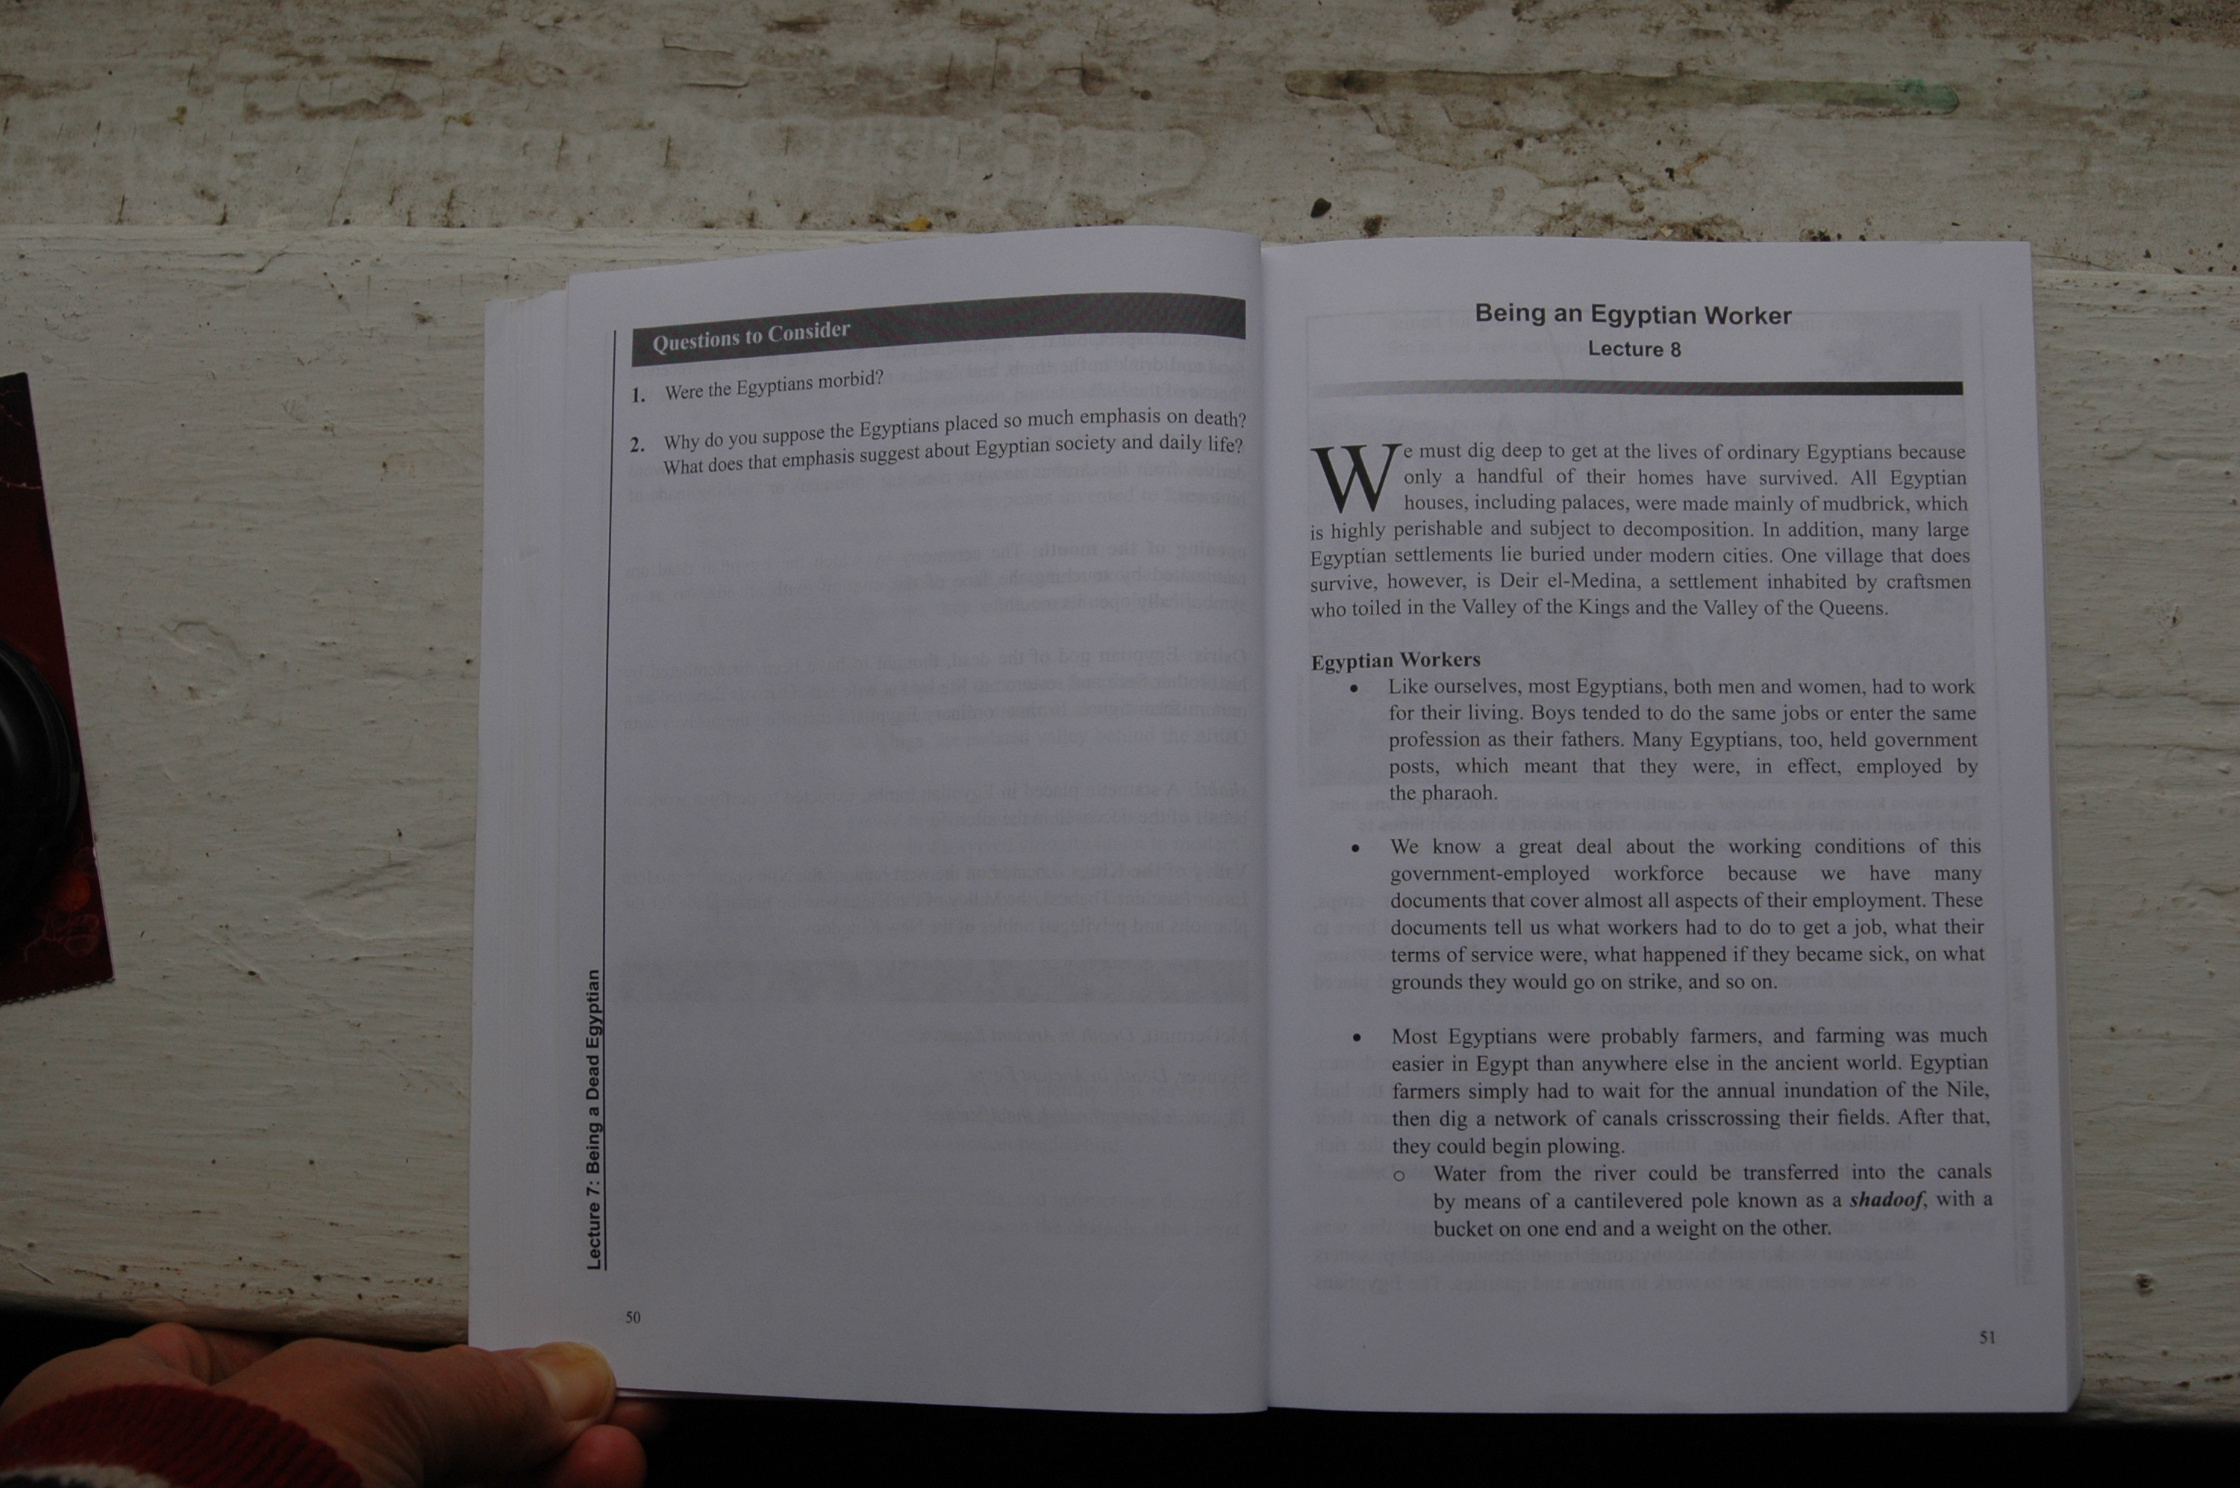 Questions to Consider
1. Were the Egyptians morbid?
2. Why do you suppose the Egyptians placed so much emphasis on death?
What does that emphasis suggest about Egyptian society and daily life?
Lecture 7: Being a Dead Egyptian
50
Being an Egyptian Worker
Lecture 8
We must dig deep to get at the lives of ordinary Egyptians because
only a handful of their homes have survived. All Egyptian
houses, including palaces, were made mainly of mudbrick, which
is highly perishable and subject to decomposition. In addition, many large
Egyptian settlements lie buried under modern cities. One village that does
survive, however, is Deir el-Medina, a settlement inhabited by craftsmen
who toiled in the Valley of the Kings and the Valley of the Queens.
Egyptian Workers
• Like ourselves, most Egyptians, both men and women, had to work
for their living. Boys tended to do the same jobs or enter the same
profession as their fathers. Many Egyptians, too, held government
posts, which meant that they were, in effect, employed by
the pharaoh.
• We know a great deal about the working conditions of this
government-employed workforce because we have many
documents that cover almost all aspects of their employment. These
documents tell us what workers had to do to get a job, what their
terms of service were, what happened if they became sick, on what
grounds they would go on strike, and so on.
• Most Egyptians were probably farmers, and farming was much
easier in Egypt than anywhere else in the ancient world. Egyptian
farmers simply had to wait for the annual inundation of the Nile,
then dig a network of canals crisscrossing their fields. After that,
they could begin plowing.
o Water from the river could be transferred into the canals
by means of a cantilevered pole known as a shadoof, with a
bucket on one end and a weight on the other.
51